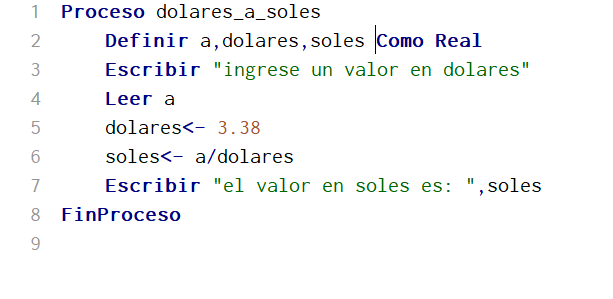 1 Proceso dolares_a_soles
2 Definir a,dolares,soles Como Real
3 Escribir "ingrese un valor en dolares"
4 Leer a
5 dolares<- 3.38
6 soles<- a/dolares
7 Escribir "el valor en soles es: ",soles
8 FinProceso
9